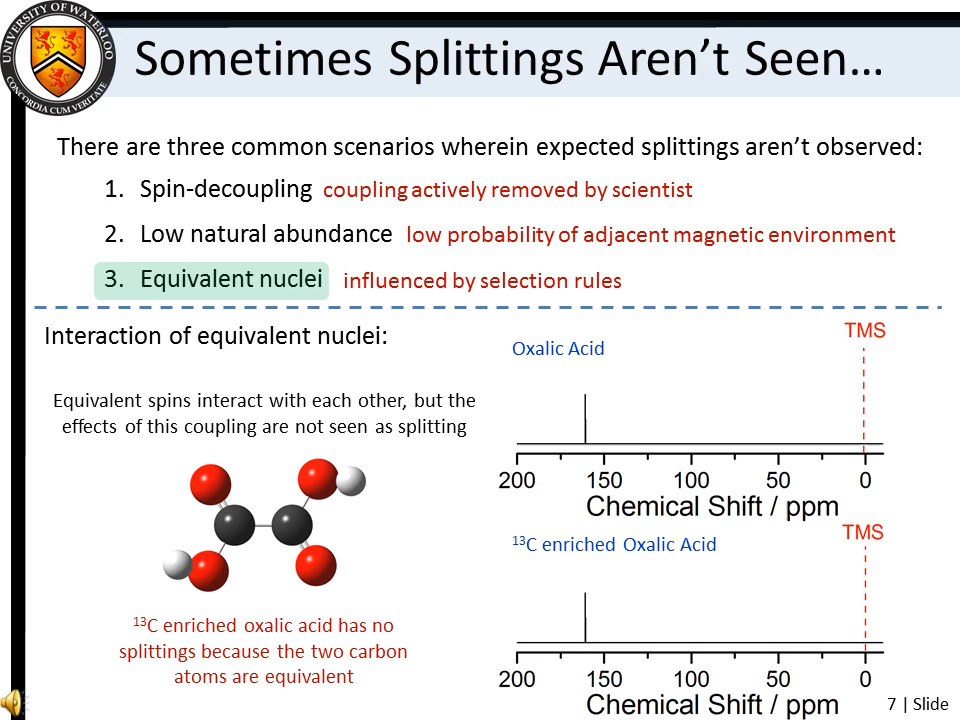 UNIVERSITY OF WATERLOO
CONCORDIA CUM VERITATE
Sometimes Splittings Aren’t Seen…
There are three common scenarios wherein expected splittings aren’t observed:
1. Spin-decoupling coupling actively removed by scientist
2. Low natural abundance low probability of adjacent magnetic environment
3. Equivalent nuclei influenced by selection rules
Interaction of equivalent nuclei:
Equivalent spins interact with each other, but the
effects of this coupling are not seen as splitting
¹³C enriched oxalic acid has no
splittings because the two carbon
atoms are equivalent
TMS
Oxalic Acid
200 150 100 50 0
Chemical Shift / ppm
TMS
¹³C enriched Oxalic Acid
200 150 100 50 0
Chemical Shift / ppm
7 | Slide